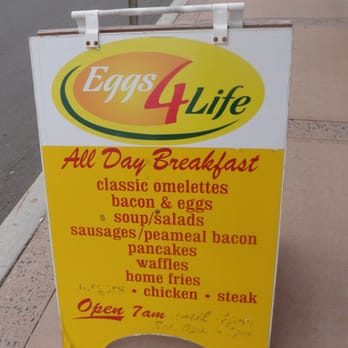 Eggs 4 Life
All Day Breakfast
classic omelettes
bacon & eggs
soup/salads
sausages/peameal bacon
pancakes
waffles
home fries
• chicken • steak
Open 7am